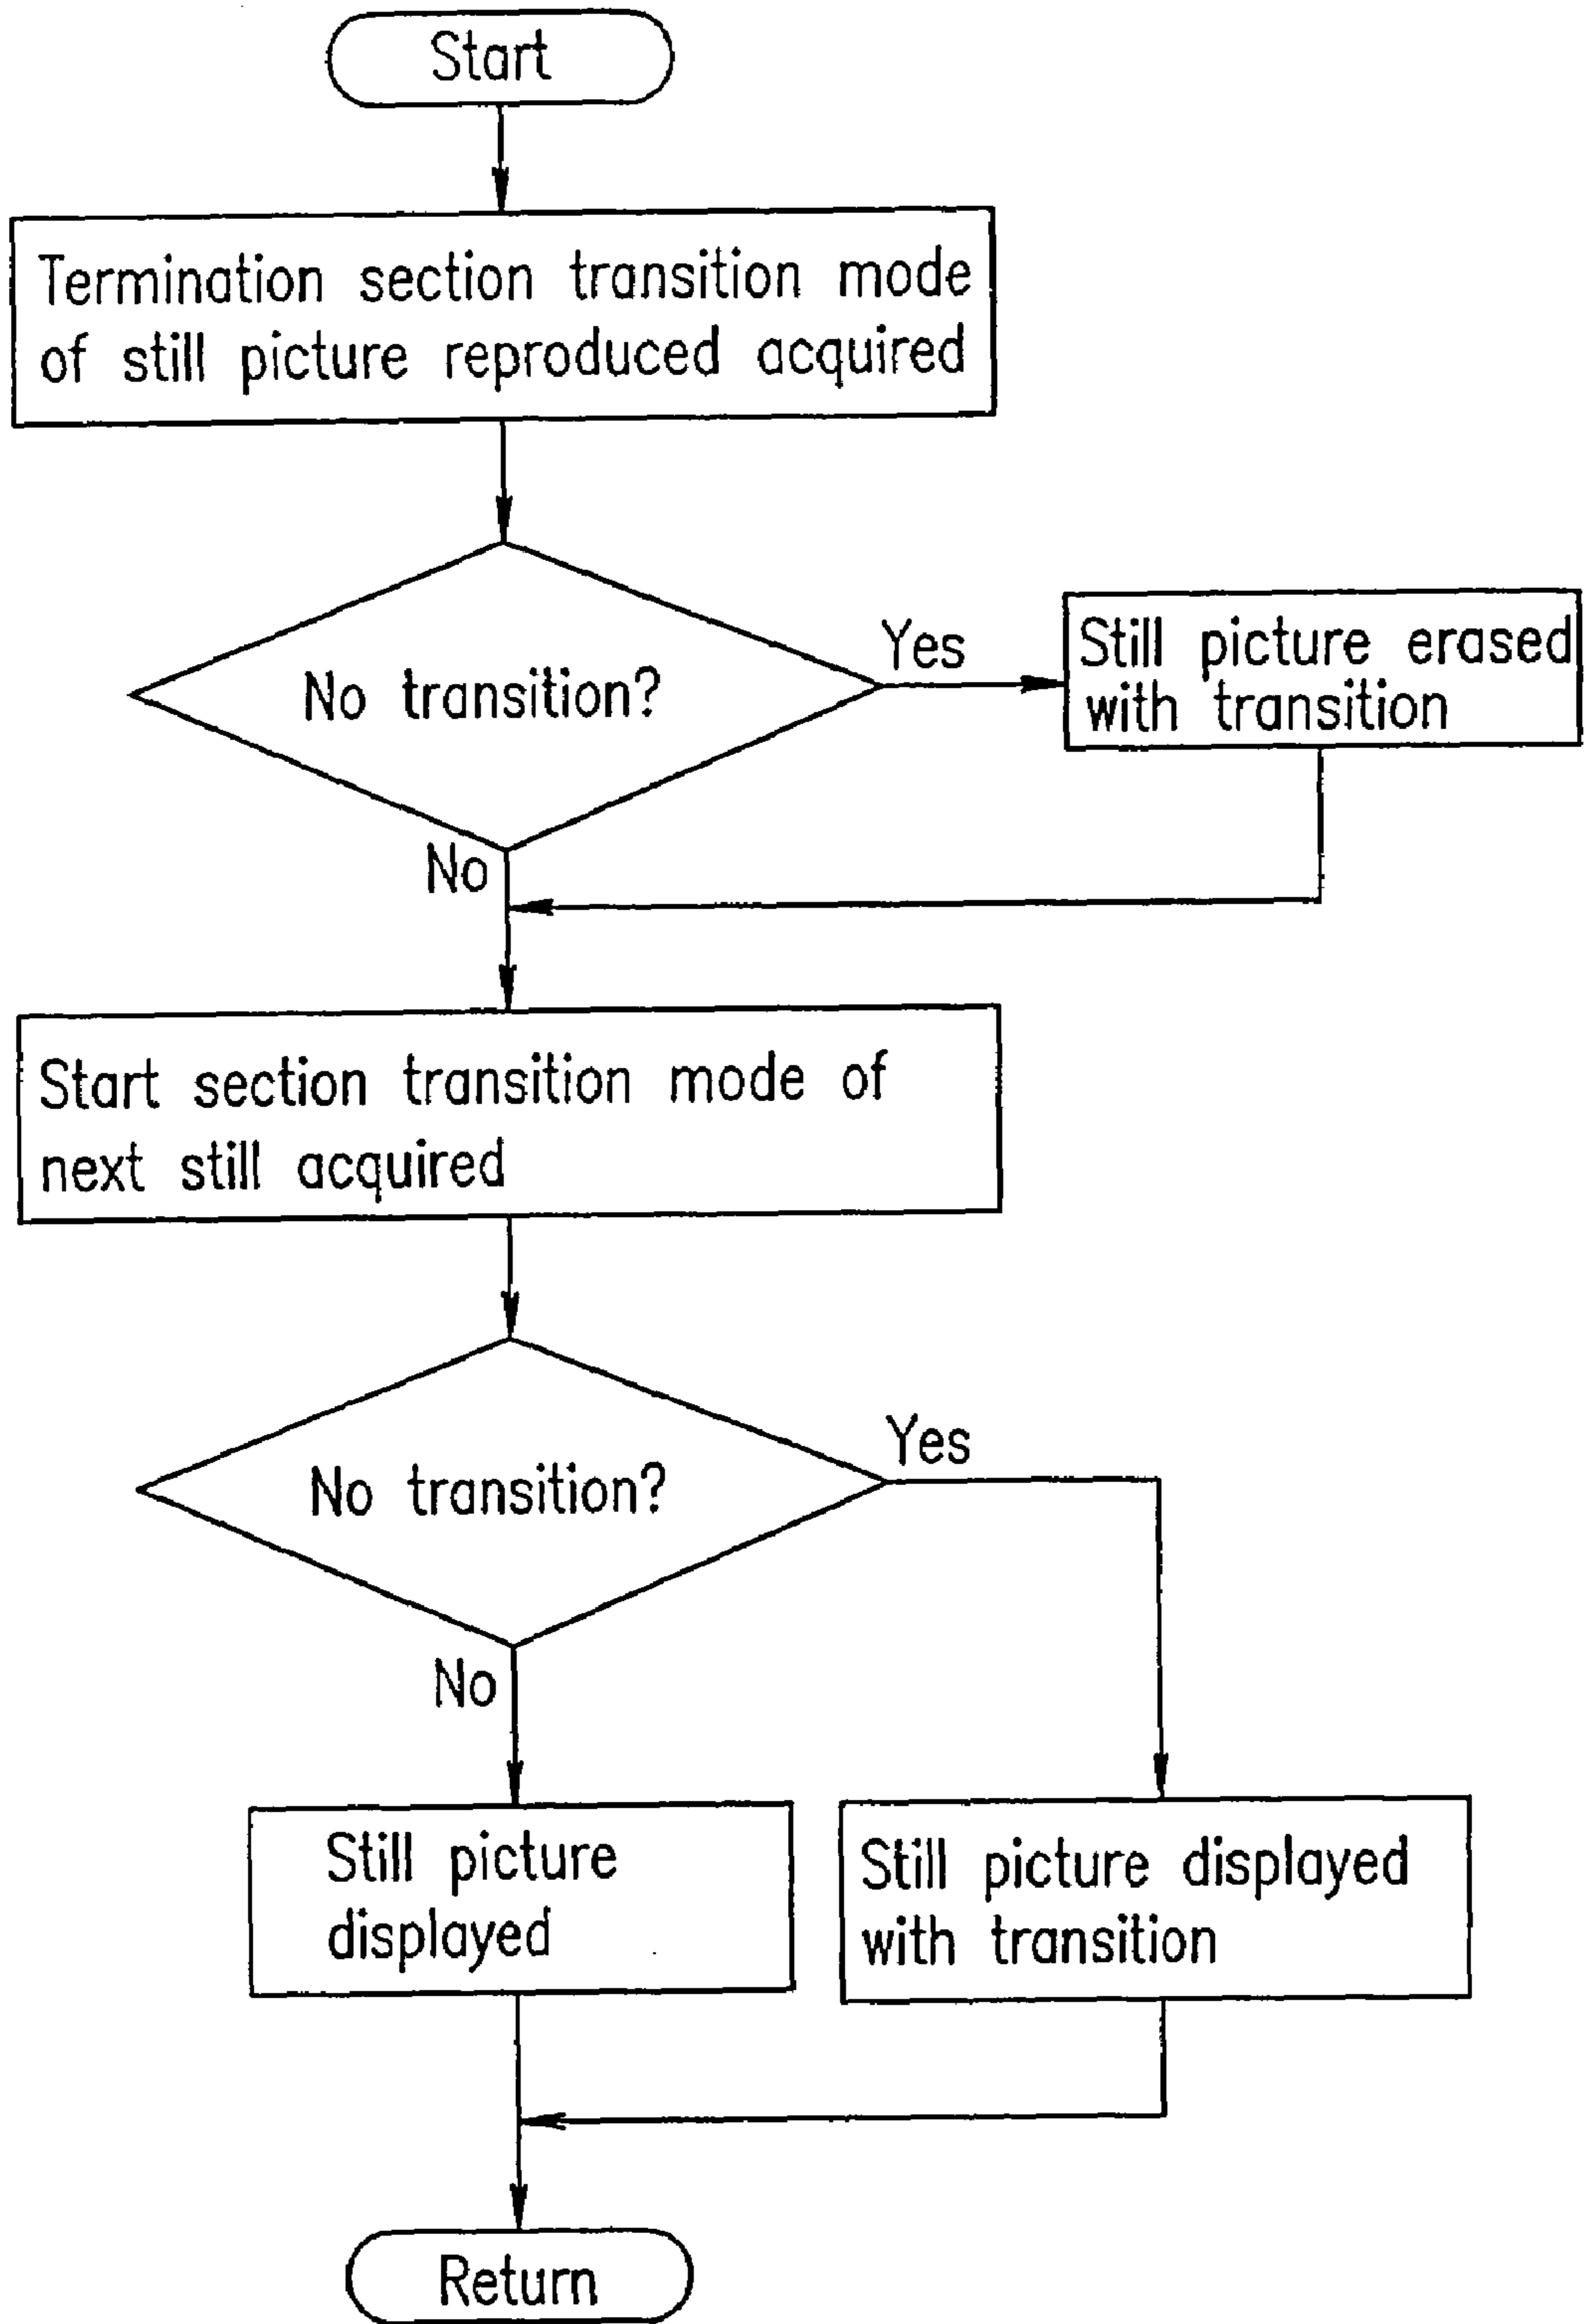 Start
Termination section transition mode
of still picture reproduced acquired
No transition?
Yes
Still picture erased
with transition
No
Start section transition mode of
next still acquired
No transition?
Yes
No
Still picture
displayed
Still picture displayed
with transition
Return